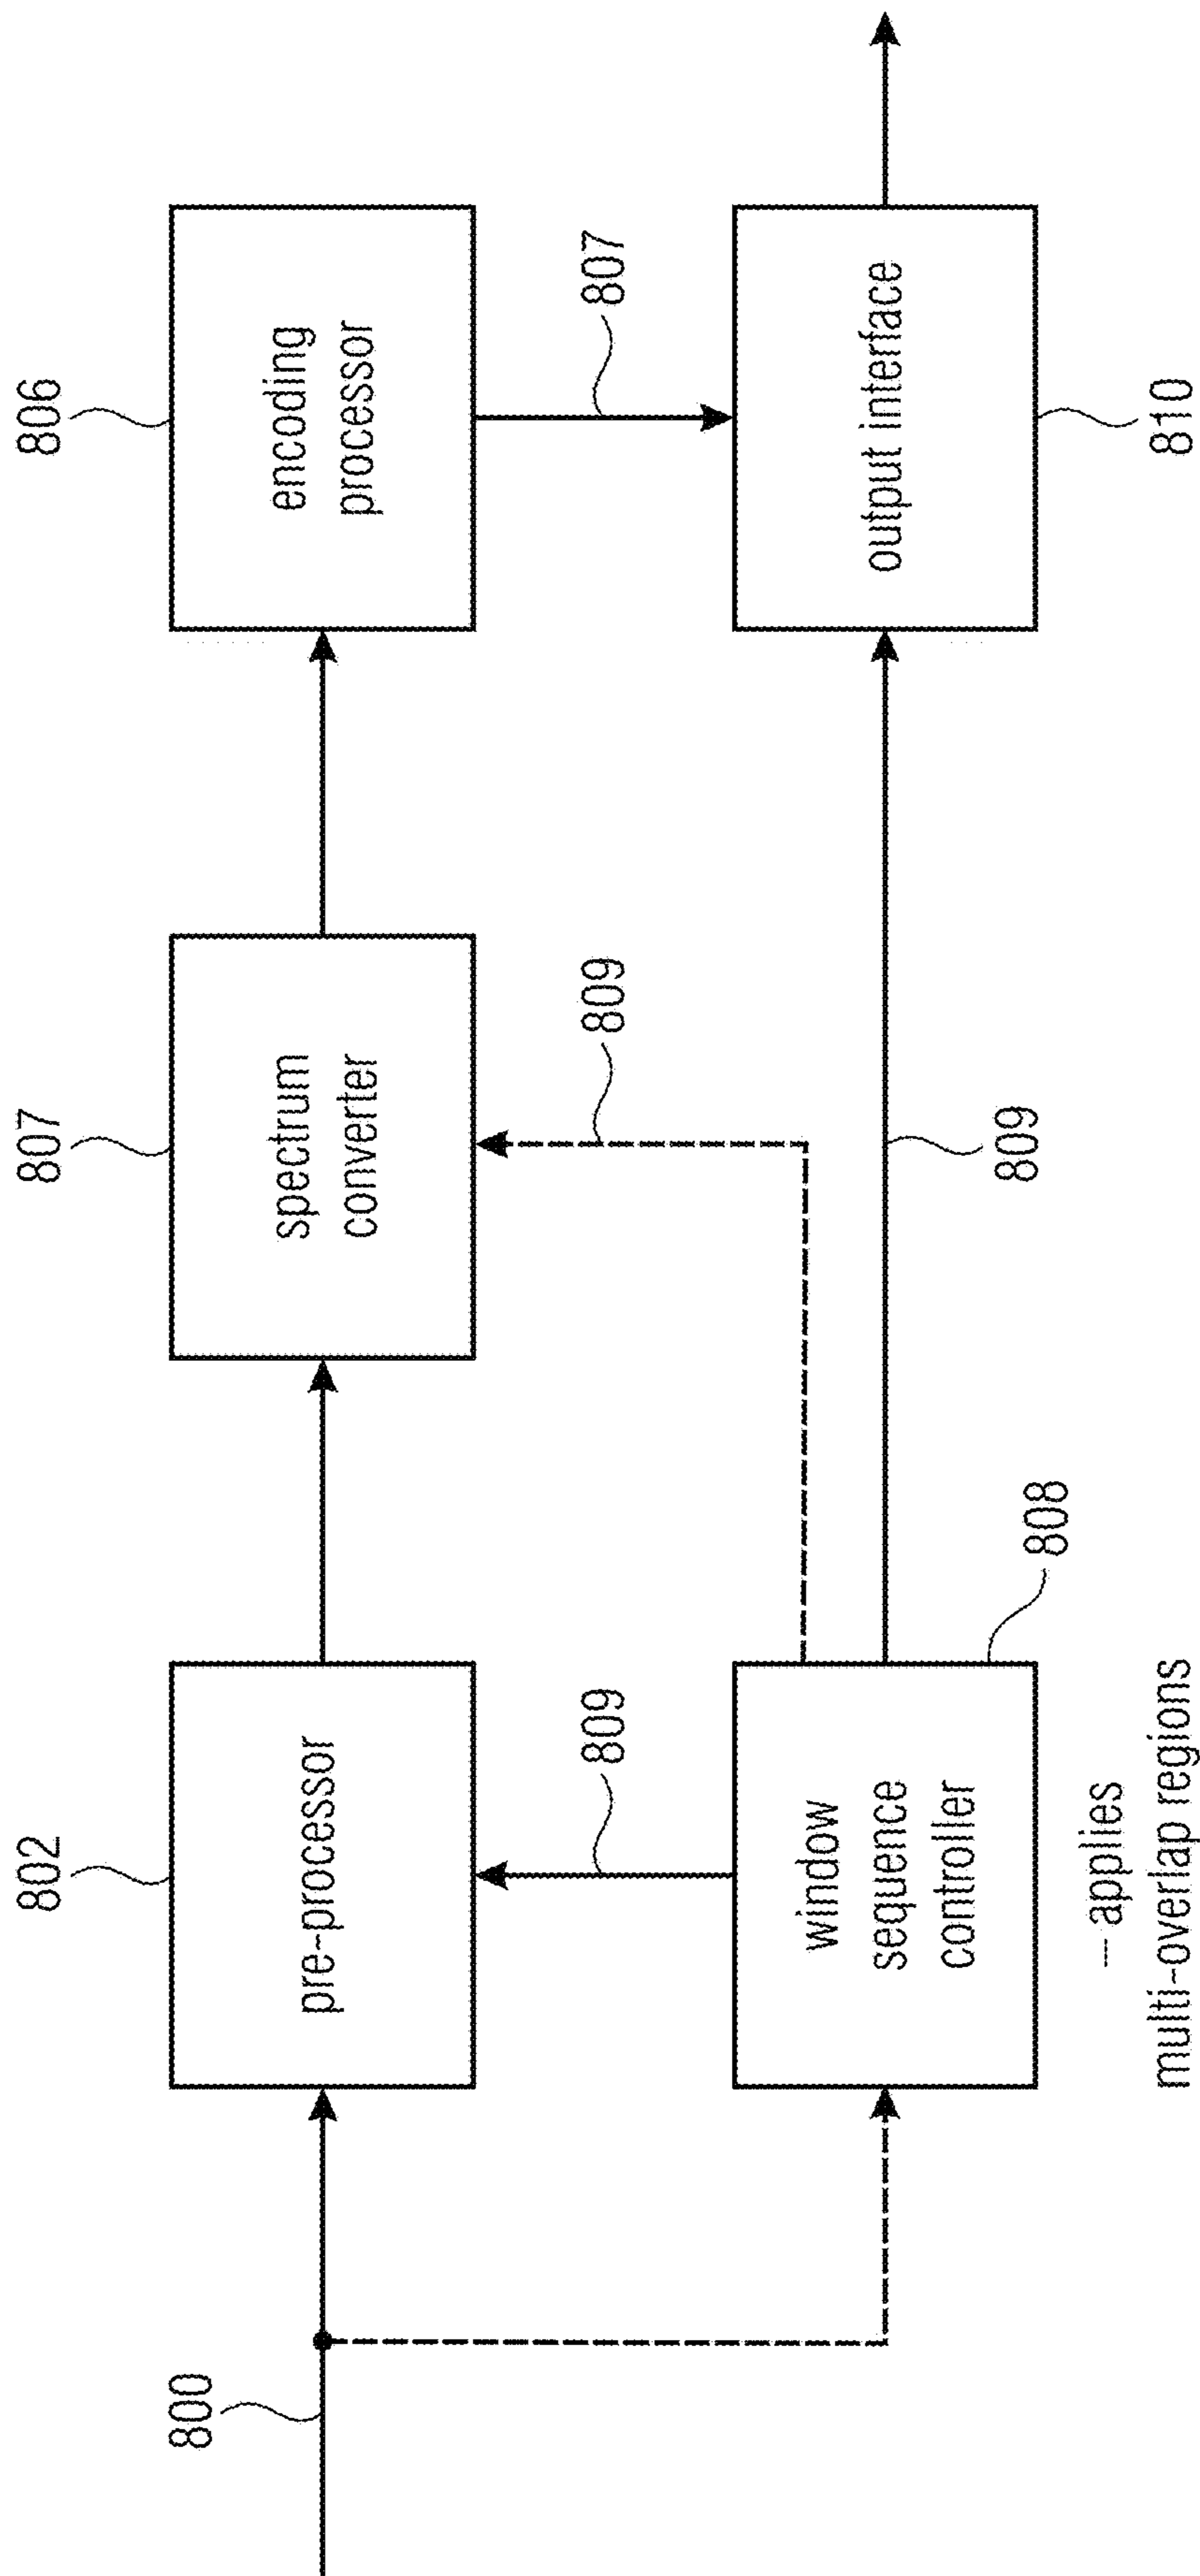 802
807
806
pre-processor
spectrum
converter
encoding
processor
800
809
809
807
window
sequence
controller
output interface
809
808
810
-- applies
multi-overlap regions